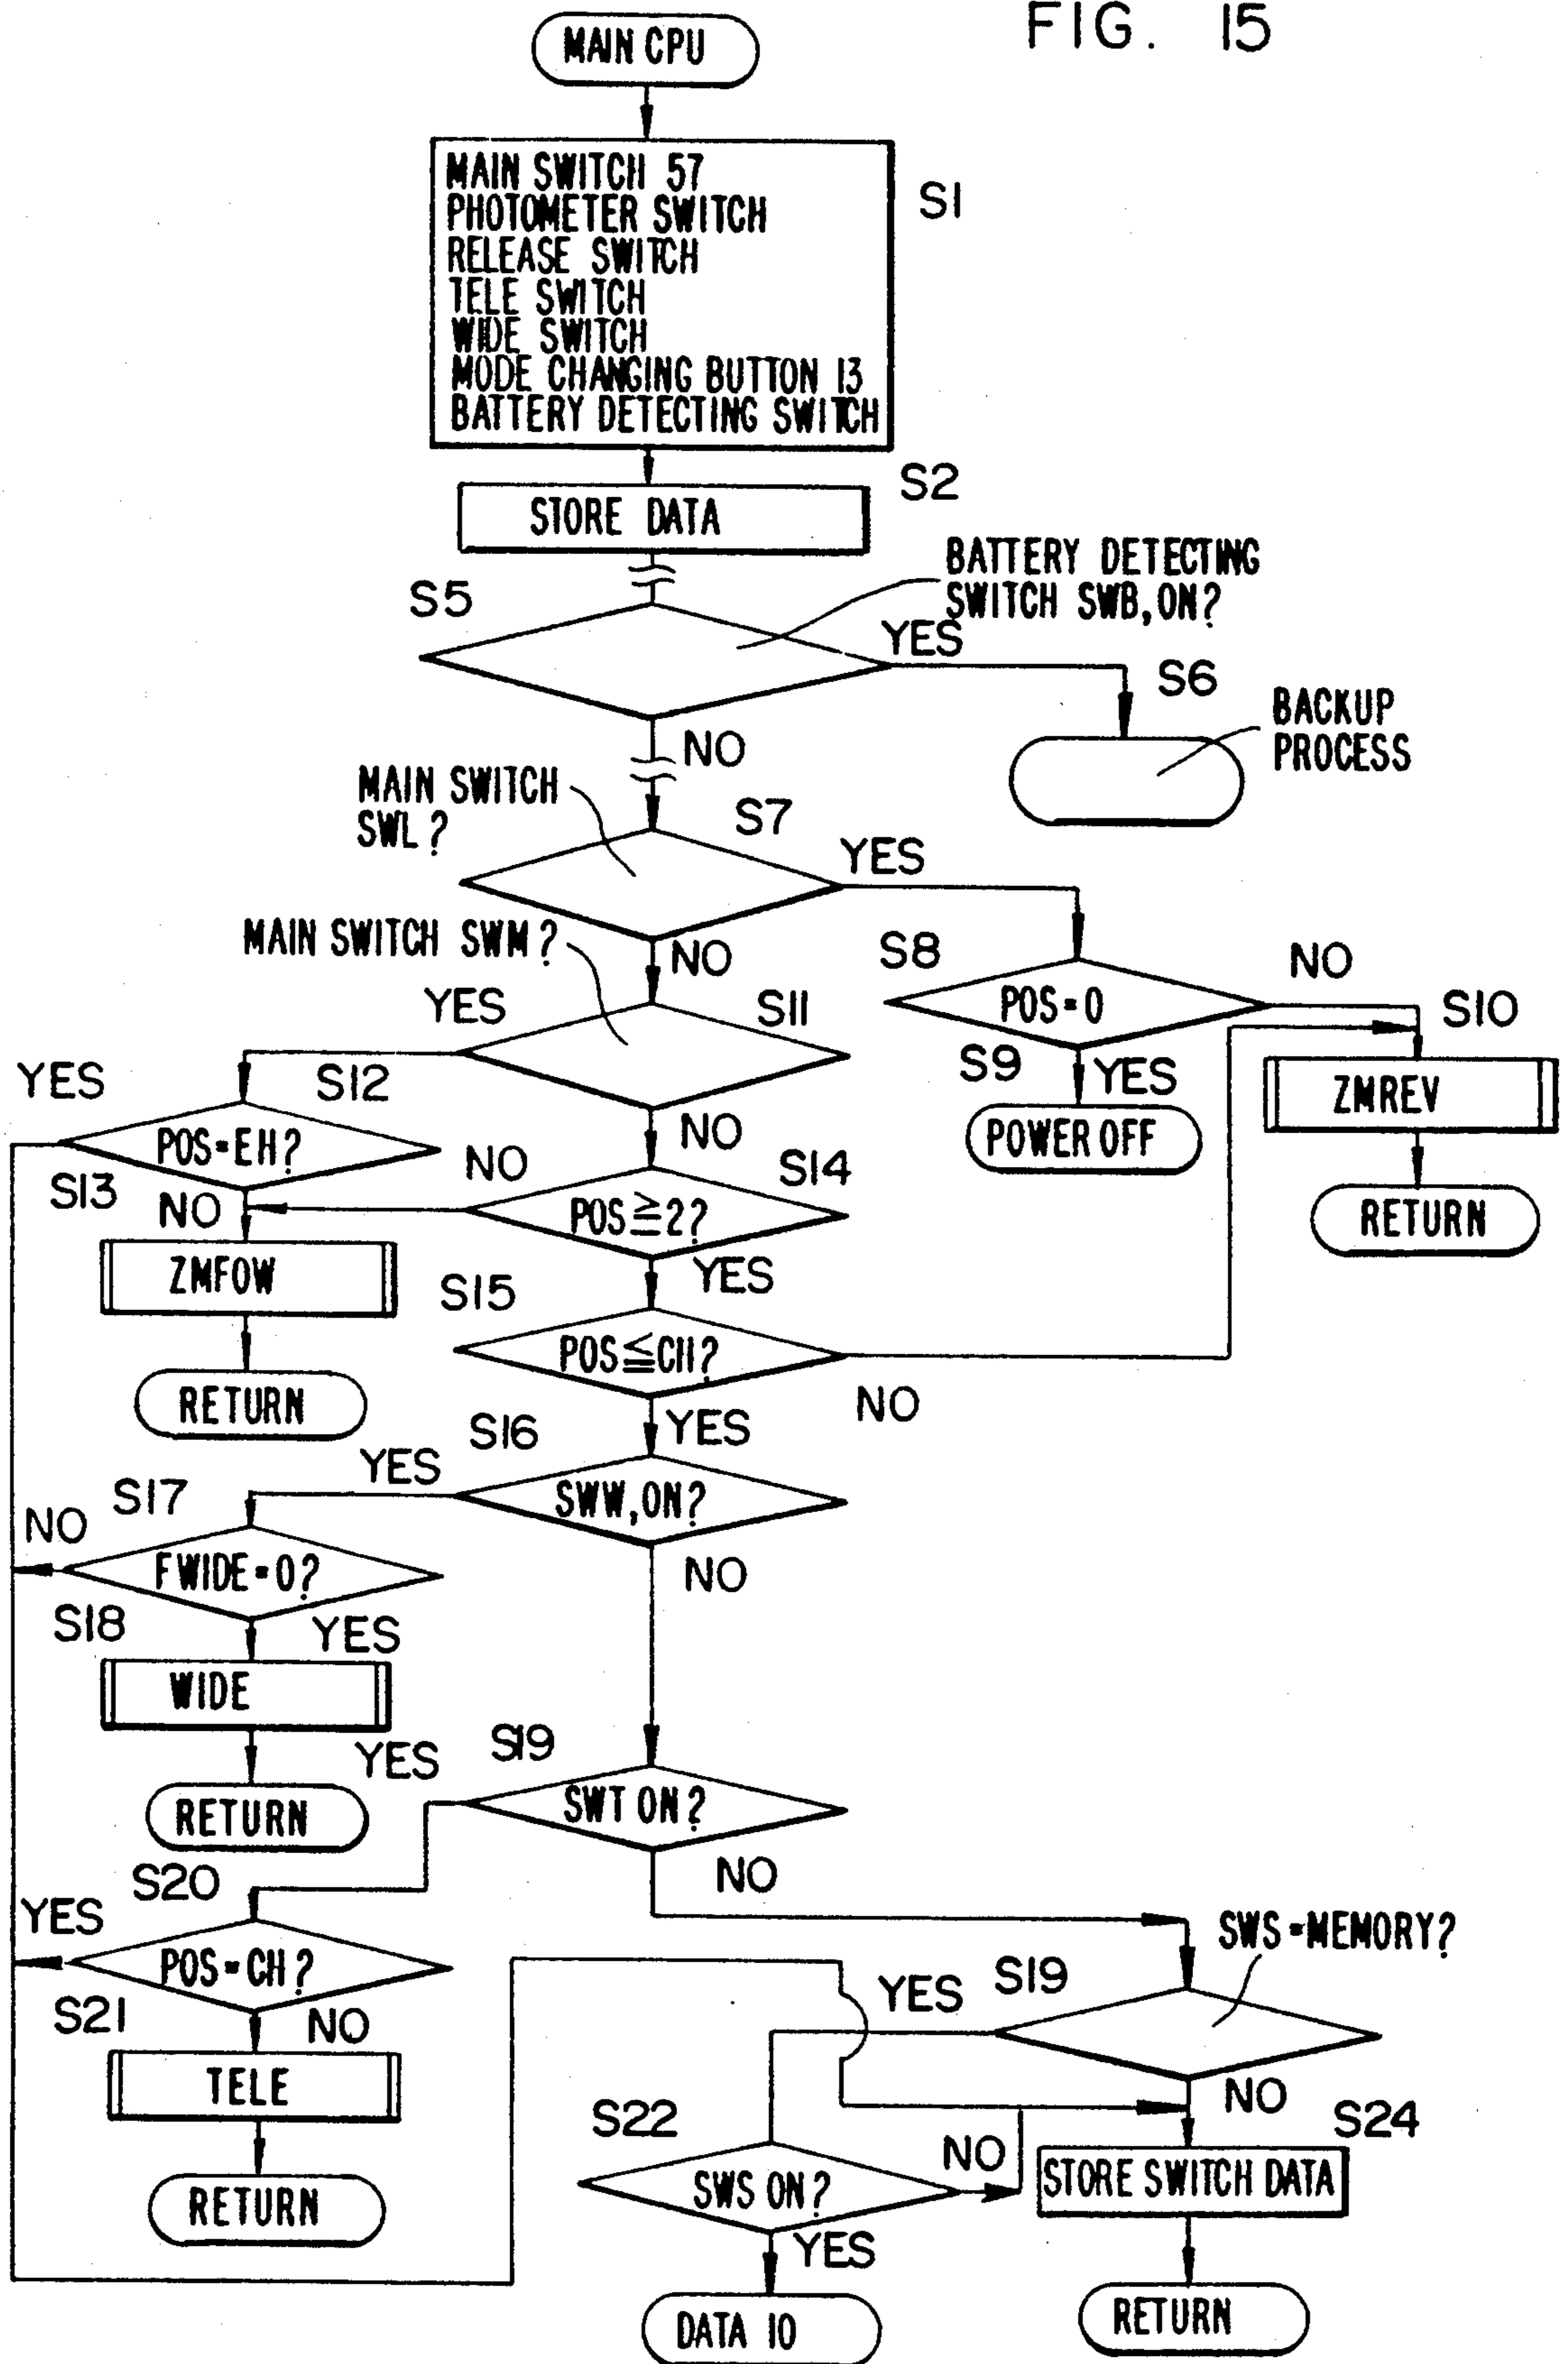 FIG. 15
MAIN CPU
MAIN SWITCH 57
PHOTOMETER SWITCH
RELEASE SWITCH
TELE SWITCH
WIDE SWITCH
MODE CHANGING BUTTON 13
BATTERY DETECTING SWITCH
S1
S2
STORE DATA
BATTERY DETECTING
SWITCH SWB,ON?
S5
YES
S6
BACKUP
PROCESS
NO
MAIN SWITCH
SWL?
S7
YES
MAIN SWITCH SWM?
NO
S8
NO
POS=0
S10
YES
S11
S9
YES
ZMREV
POWER OFF
RETURN
YES
S12
POS=EH?
NO
S13
NO
NO
S14
POS≧2?
ZMFOW
YES
S15
RETURN
POS≦CH?
NO
YES
S16
YES
SWW,ON?
S17
NO
FWIDE=0?
NO
S18
YES
WIDE
RETURN
YES
S19
SWT ON?
NO
S20
YES
POS=CH?
S21
NO
TELE
RETURN
SWS=MEMORY?
S19
YES
NO
S22
NO
S24
SWS ON?
STORE SWITCH DATA
YES
DATA IO
RETURN